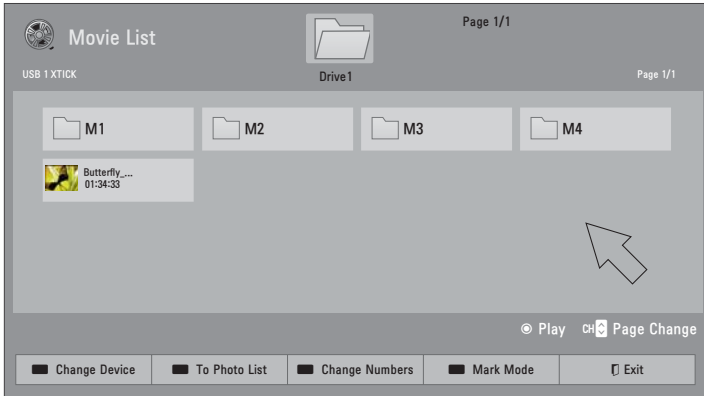 Movie List
Page 1/1
USB 1 XTICK
Drive1
Page 1/1
M1
M2
M3
M4
Butterfly_...
01:34:33
Play CH Page Change
Change Device
To Photo List
Change Numbers
Mark Mode
Exit